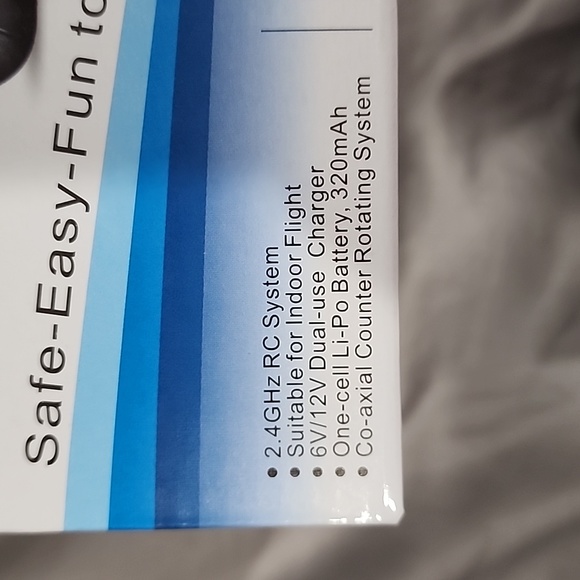 Safe-Easy-Fun to
• 2.4GHz RC System
• Suitable for Indoor Flight
• 6V/12V Dual-use Charger
• One-cell Li-Po Battery, 320mAh
• Co-axial Counter Rotating System